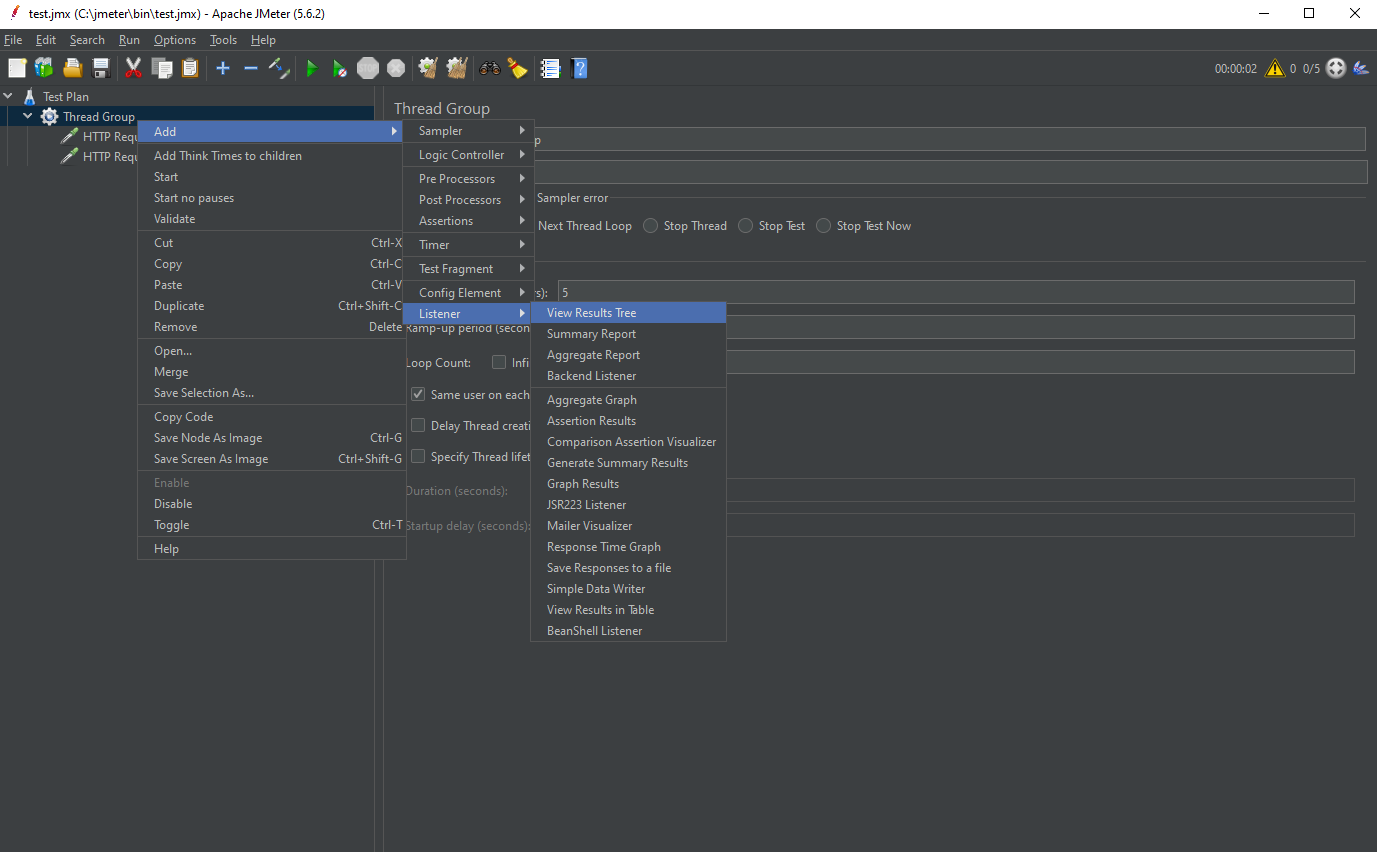 test.jmx (C:\jmeter\bin\test.jmx) - Apache JMeter (5.6.2)
File Edit Search Run Options Tools Help
00:00:02 0 0/5
Test Plan
Thread Group
HTTP Requ
HTTP Requ
Add
Add Think Times to children
Start
Start no pauses
Validate
Cut Ctrl-X
Copy Ctrl-C
Paste Ctrl-V
Duplicate Ctrl+Shift-C
Remove Delete
Open...
Merge
Save Selection As...
Copy Code
Save Node As Image Ctrl-G
Save Screen As Image Ctrl+Shift-G
Enable
Disable
Toggle Ctrl-T
Help
Sampler
Logic Controller
Pre Processors
Post Processors
Assertions
Timer
Test Fragment
Config Element
Listener
View Results Tree
Summary Report
Aggregate Report
Backend Listener
Aggregate Graph
Assertion Results
Comparison Assertion Visualizer
Generate Summary Results
Graph Results
JSR223 Listener
Mailer Visualizer
Response Time Graph
Save Responses to a file
Simple Data Writer
View Results in Table
BeanShell Listener
Thread Group
p
Sampler error
Next Thread Loop Stop Thread Stop Test Stop Test Now
rs): 5
Ramp-up period (secon
Loop Count: Infi
Same user on each
Delay Thread creati
Specify Thread lifet
Duration (seconds):
Startup delay (seconds):